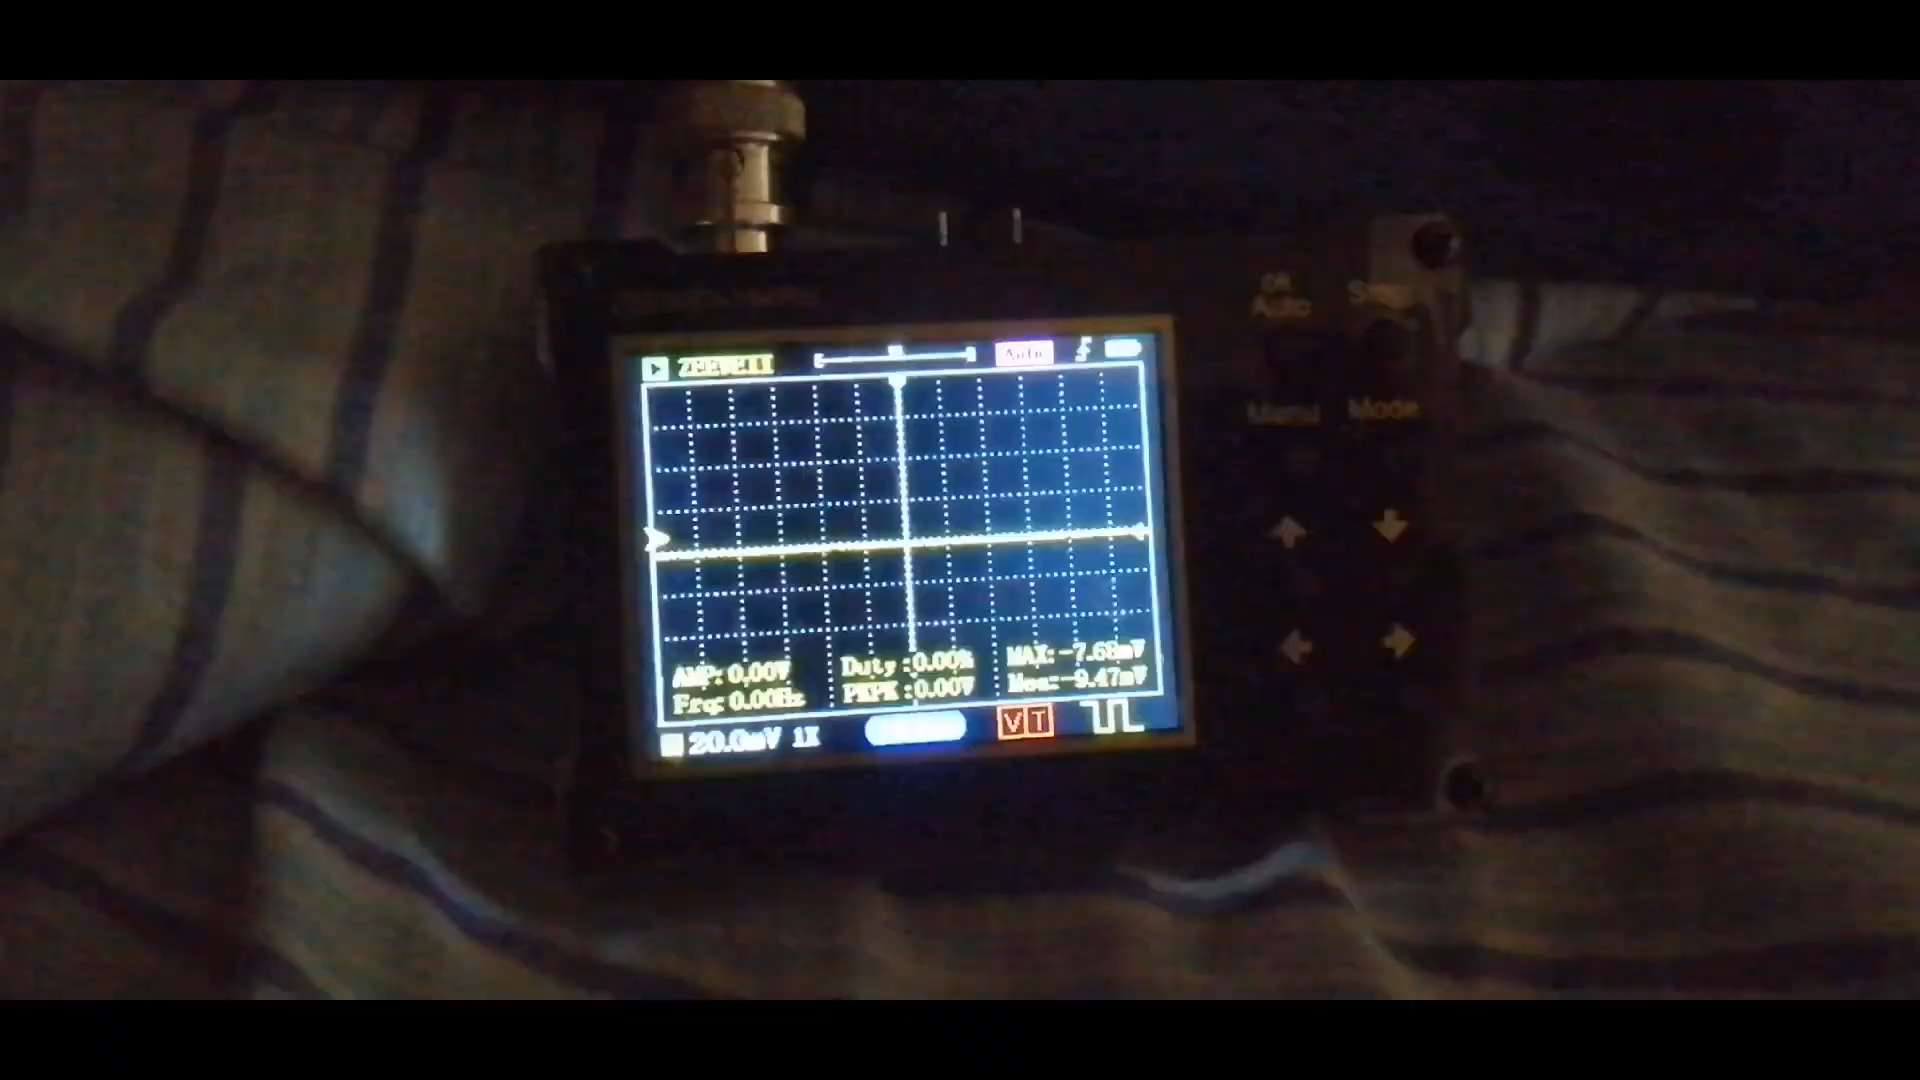 OK
Auto
ZEEWEII Auto
Menu Mode
AMP: 0.00V Duty :0.00% MAX:-7.68mV
Frq: 0.00Hz PKPK :0.00V Mea:-9.47mV
20.0mV 1X VT